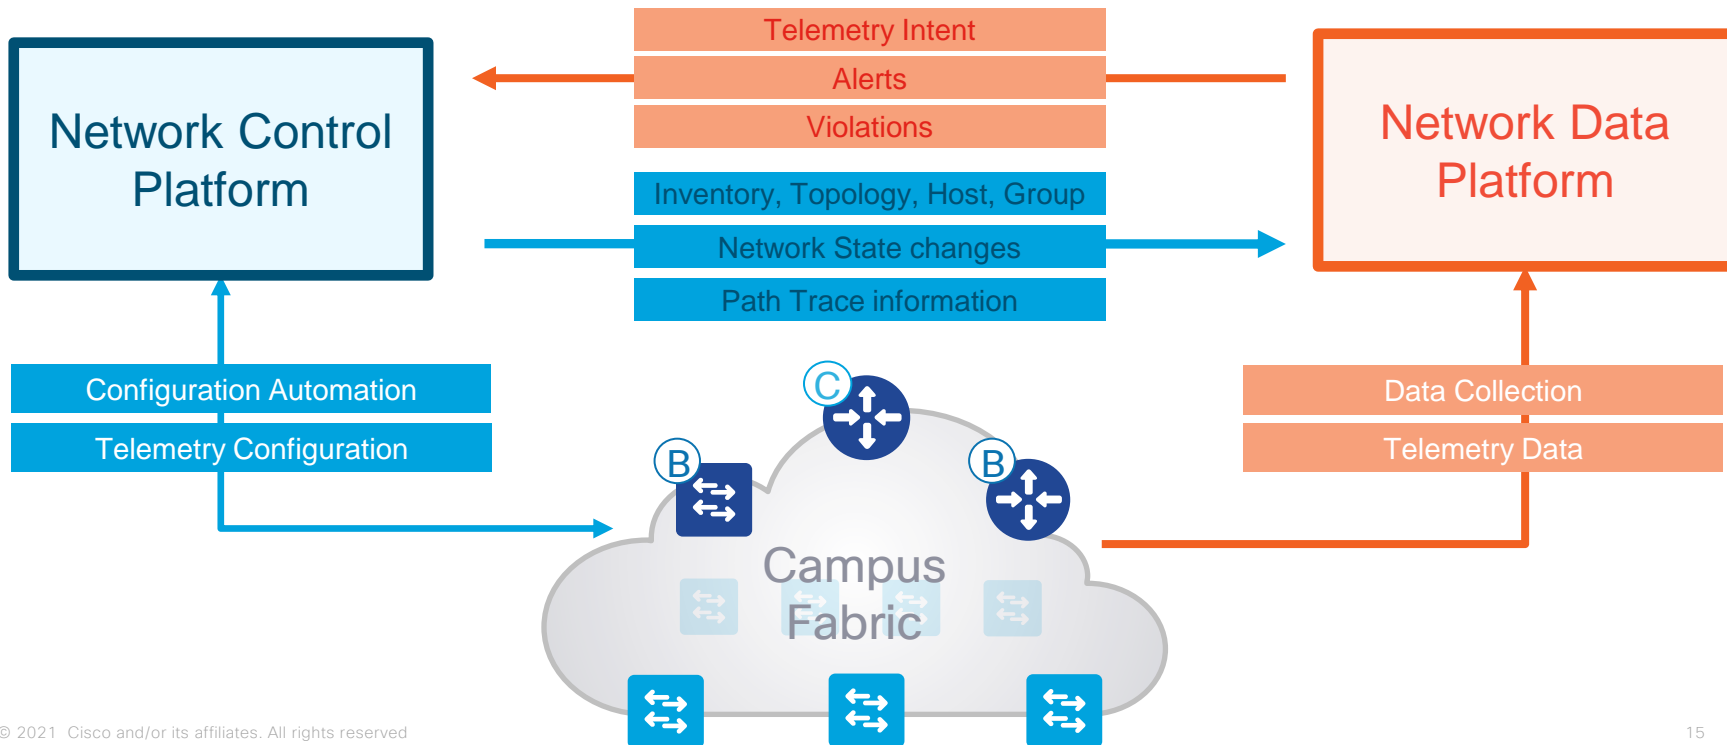 Telemetry Intent
Alerts
Violations
Network Control
Platform
Network Data
Platform
Inventory, Topology, Host, Group
Network State changes
Path Trace information
Configuration Automation
Telemetry Configuration
Data Collection
Telemetry Data
C
B
B
Campus
Fabric
© 2021 Cisco and/or its affiliates. All rights reserved
15